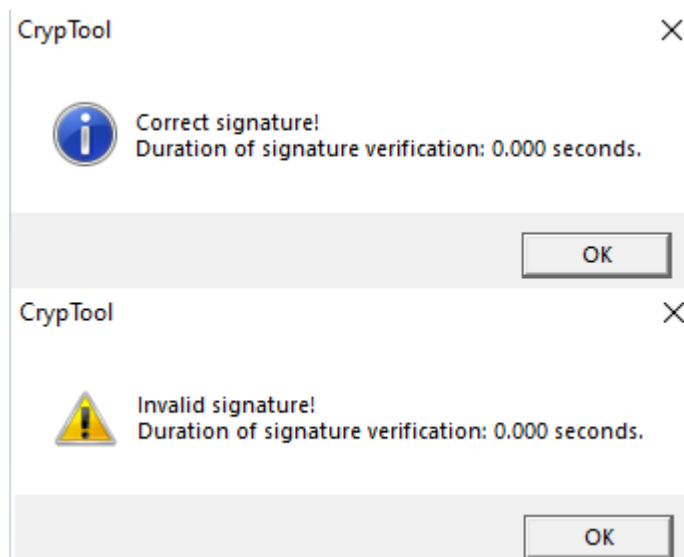 CrypTool
Correct signature!
Duration of signature verification: 0.000 seconds.
OK
CrypTool
Invalid signature!
Duration of signature verification: 0.000 seconds.
OK